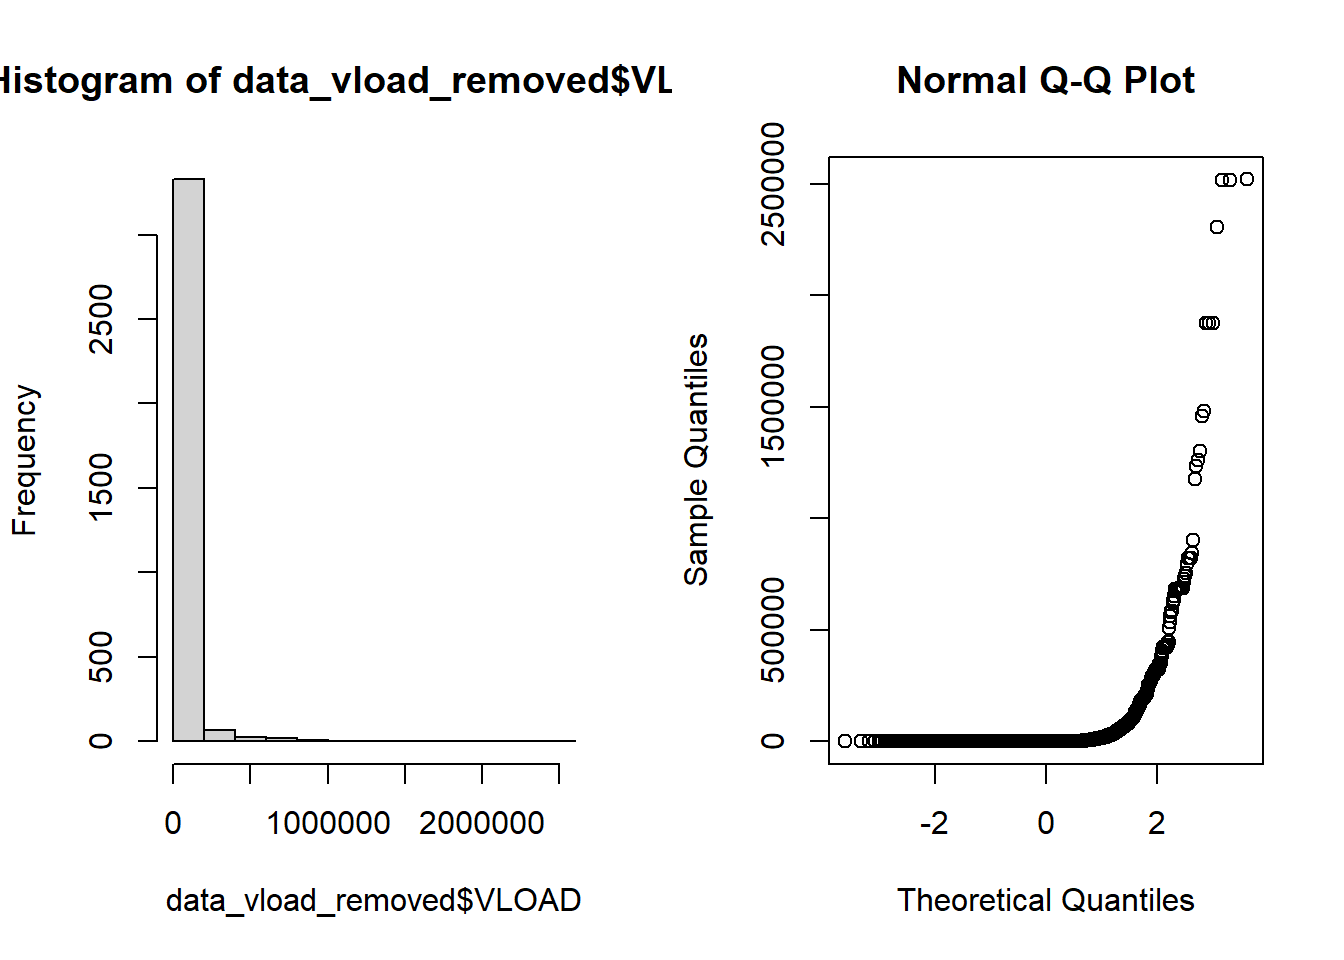 Histogram of data_vload_removed$VL
Frequency
2500
1500
500
0
0 1000000 2000000
data_vload_removed$VLOAD
Normal Q-Q Plot
Sample Quantiles
2500000
1500000
500000
0
-2 0 2
Theoretical Quantiles